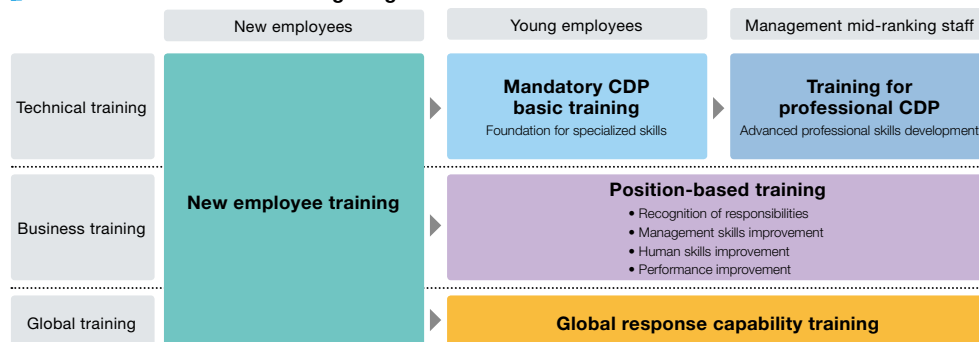 New employees
Young employees
Management mid-ranking staff
Technical training
Mandatory CDP
basic training
Foundation for specialized skills
Training for
professional CDP
Advanced professional skills development
New employee training
Business training
Position-based training
• Recognition of responsibilities
• Management skills improvement
• Human skills improvement
• Performance improvement
Global training
Global response capability training